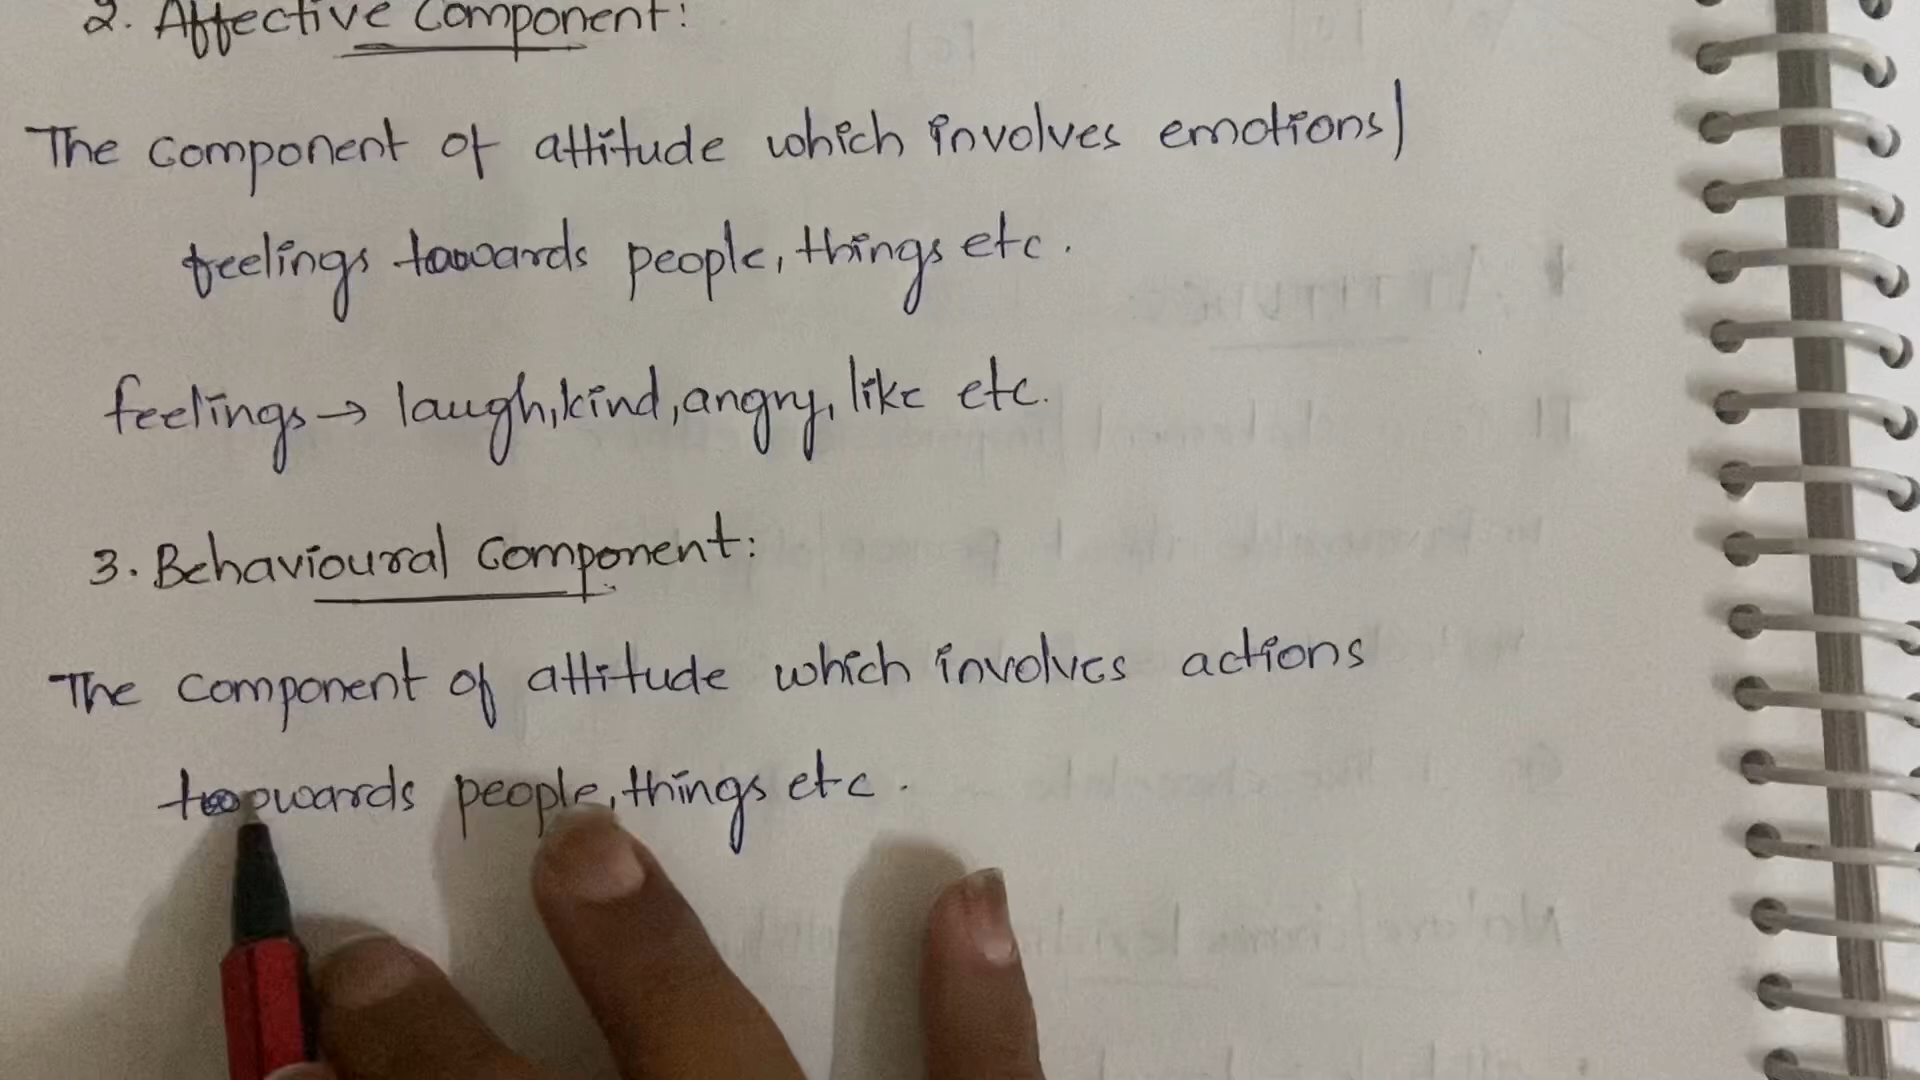 2. Affective Component:
The component of attitude which involves emotions/
feelings towards people, things etc.
feelings → laugh, kind, angry, like etc.
3. Behavioural Component:
The component of attitude which involves actions
towards people, things etc.